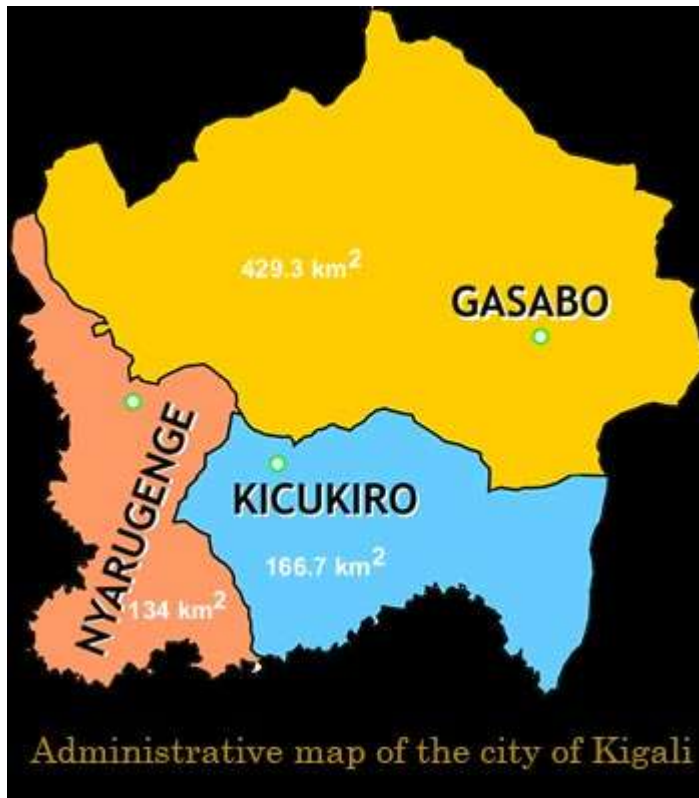 429.3 km²
GASABO
KICUKIRO
166.7 km²
NYARUGENGE
134 km²
Administrative map of the city of Kigali